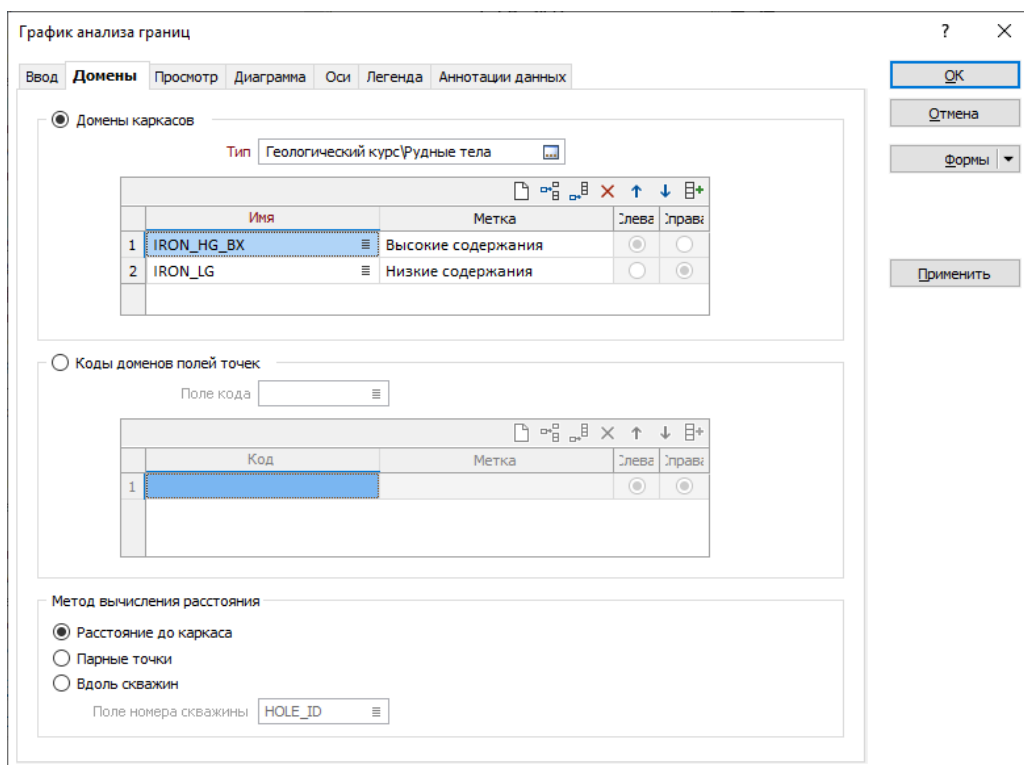 График анализа границ ? ×
Ввод Домены Просмотр Диаграмма Оси Легенда Аннотации данных
OK
Отмена
Формы
Применить
Домены каркасов
Тип Геологический курс\Рудные тела
Имя Метка Слева Справа
1 IRON_HG_BX Высокие содержания
2 IRON_LG Низкие содержания
Коды доменов полей точек
Поле кода
Код Метка Слева Справа
1
Метод вычисления расстояния
Расстояние до каркаса
Парные точки
Вдоль скважин
Поле номера скважины HOLE_ID